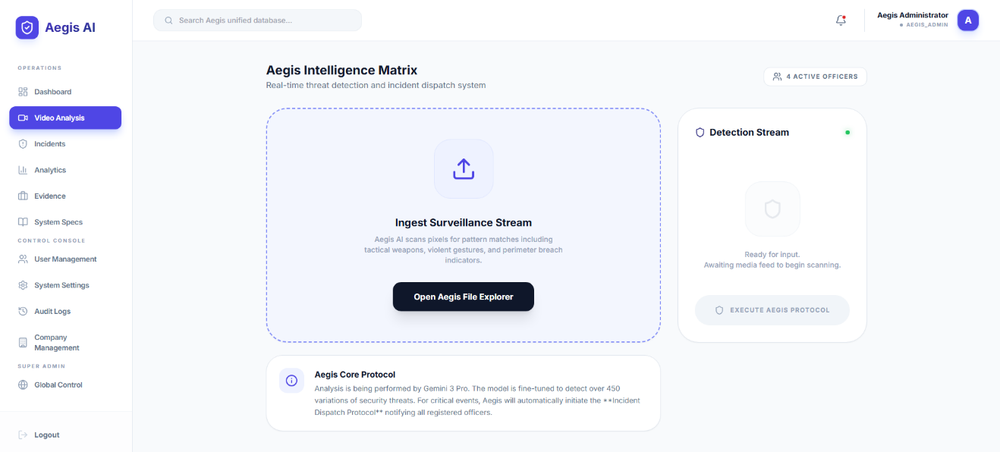 Aegis AI
Search Aegis unified database...
Aegis Administrator
AEGIS_ADMIN
A
OPERATIONS
Dashboard
Video Analysis
Incidents
Analytics
Evidence
System Specs
CONTROL CONSOLE
User Management
System Settings
Audit Logs
Company
Management
SUPER ADMIN
Global Control
Logout
Aegis Intelligence Matrix
Real-time threat detection and incident dispatch system
4 ACTIVE OFFICERS
Ingest Surveillance Stream
Aegis AI scans pixels for pattern matches including
tactical weapons, violent gestures, and perimeter breach
indicators.
Open Aegis File Explorer
Detection Stream
Ready for input.
Awaiting media feed to begin scanning.
EXECUTE AEGIS PROTOCOL
Aegis Core Protocol
Analysis is being performed by Gemini 3 Pro. The model is fine-tuned to detect over 450
variations of security threats. For critical events, Aegis will automatically initiate the **Incident
Dispatch Protocol** notifying all registered officers.